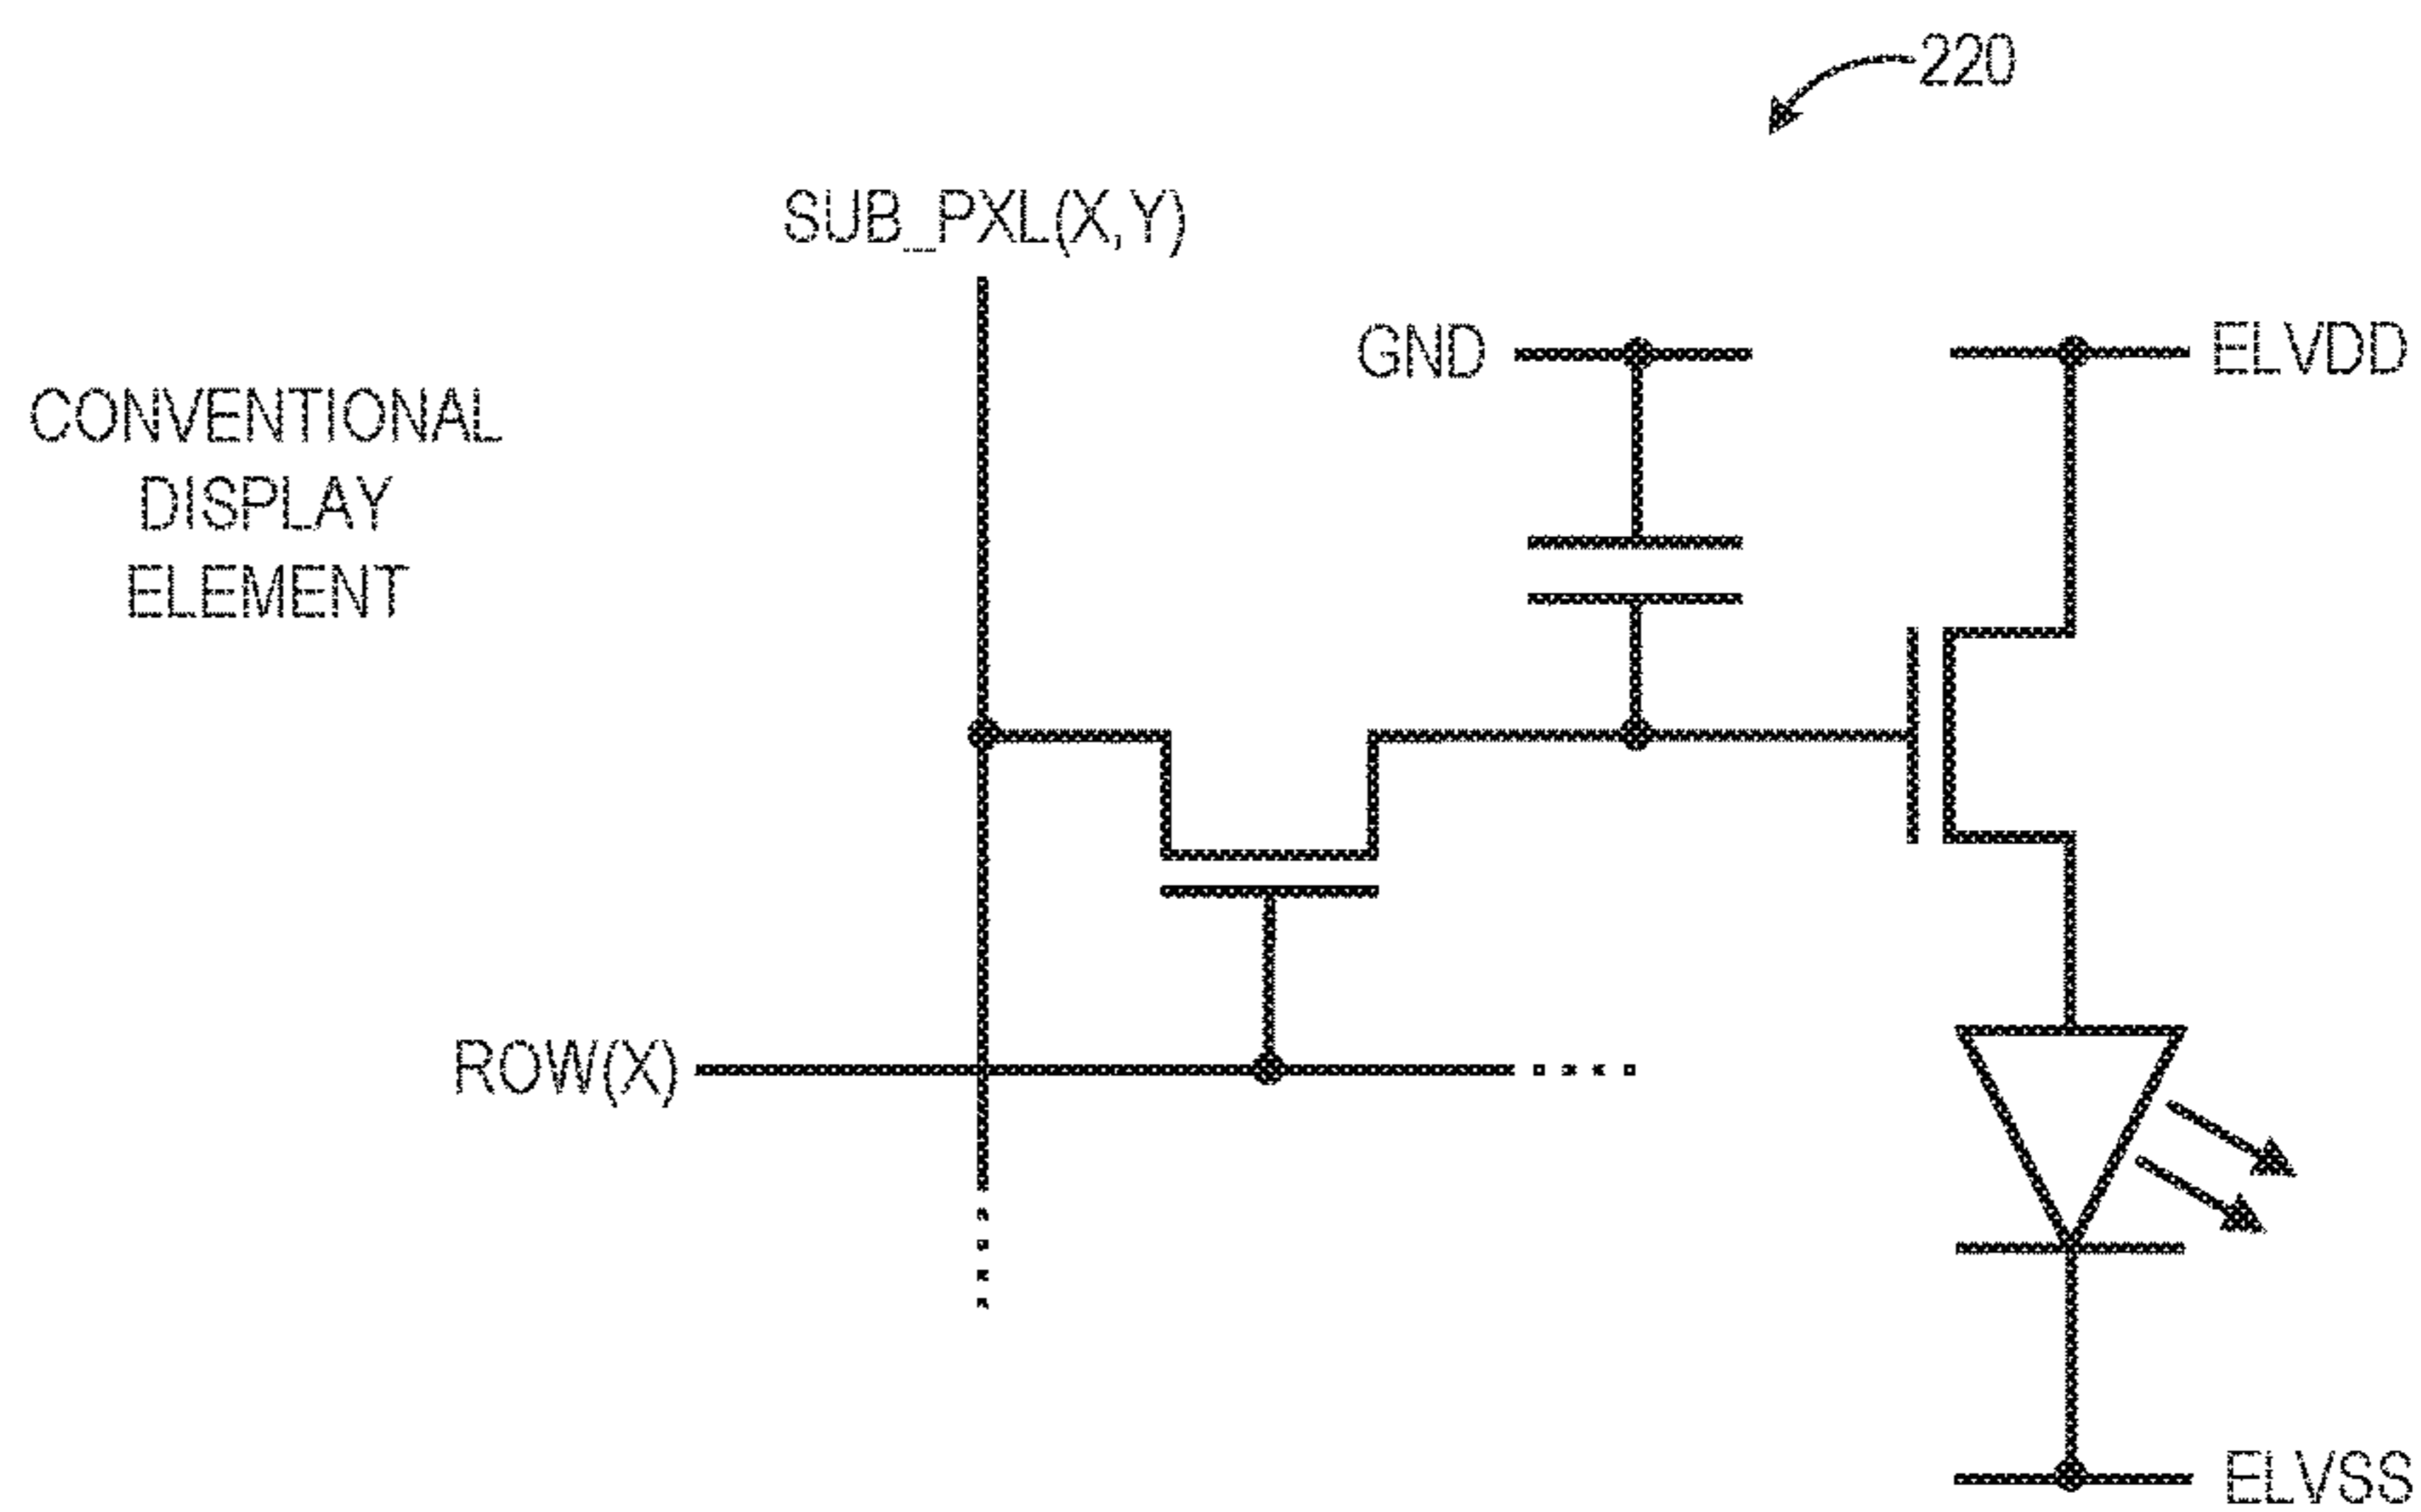 220
SUB_PXL(X,Y)
GND
ELVDD
CONVENTIONAL
DISPLAY
ELEMENT
ROW(X)
ELVSS